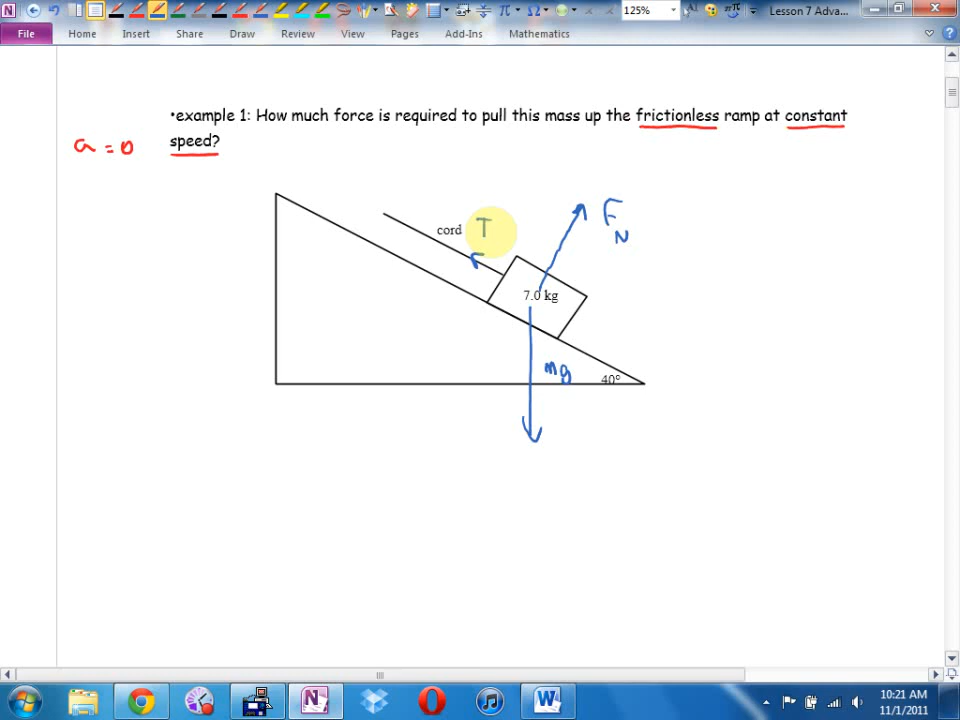 125%
Lesson 7 Adva...
File Home Insert Share Draw Review View Pages Add-Ins Mathematics
•example 1: How much force is required to pull this mass up the frictionless ramp at constant
speed?
a = 0
cord T
F
N
7.0 kg
mg
40°
10:21 AM
11/1/2011